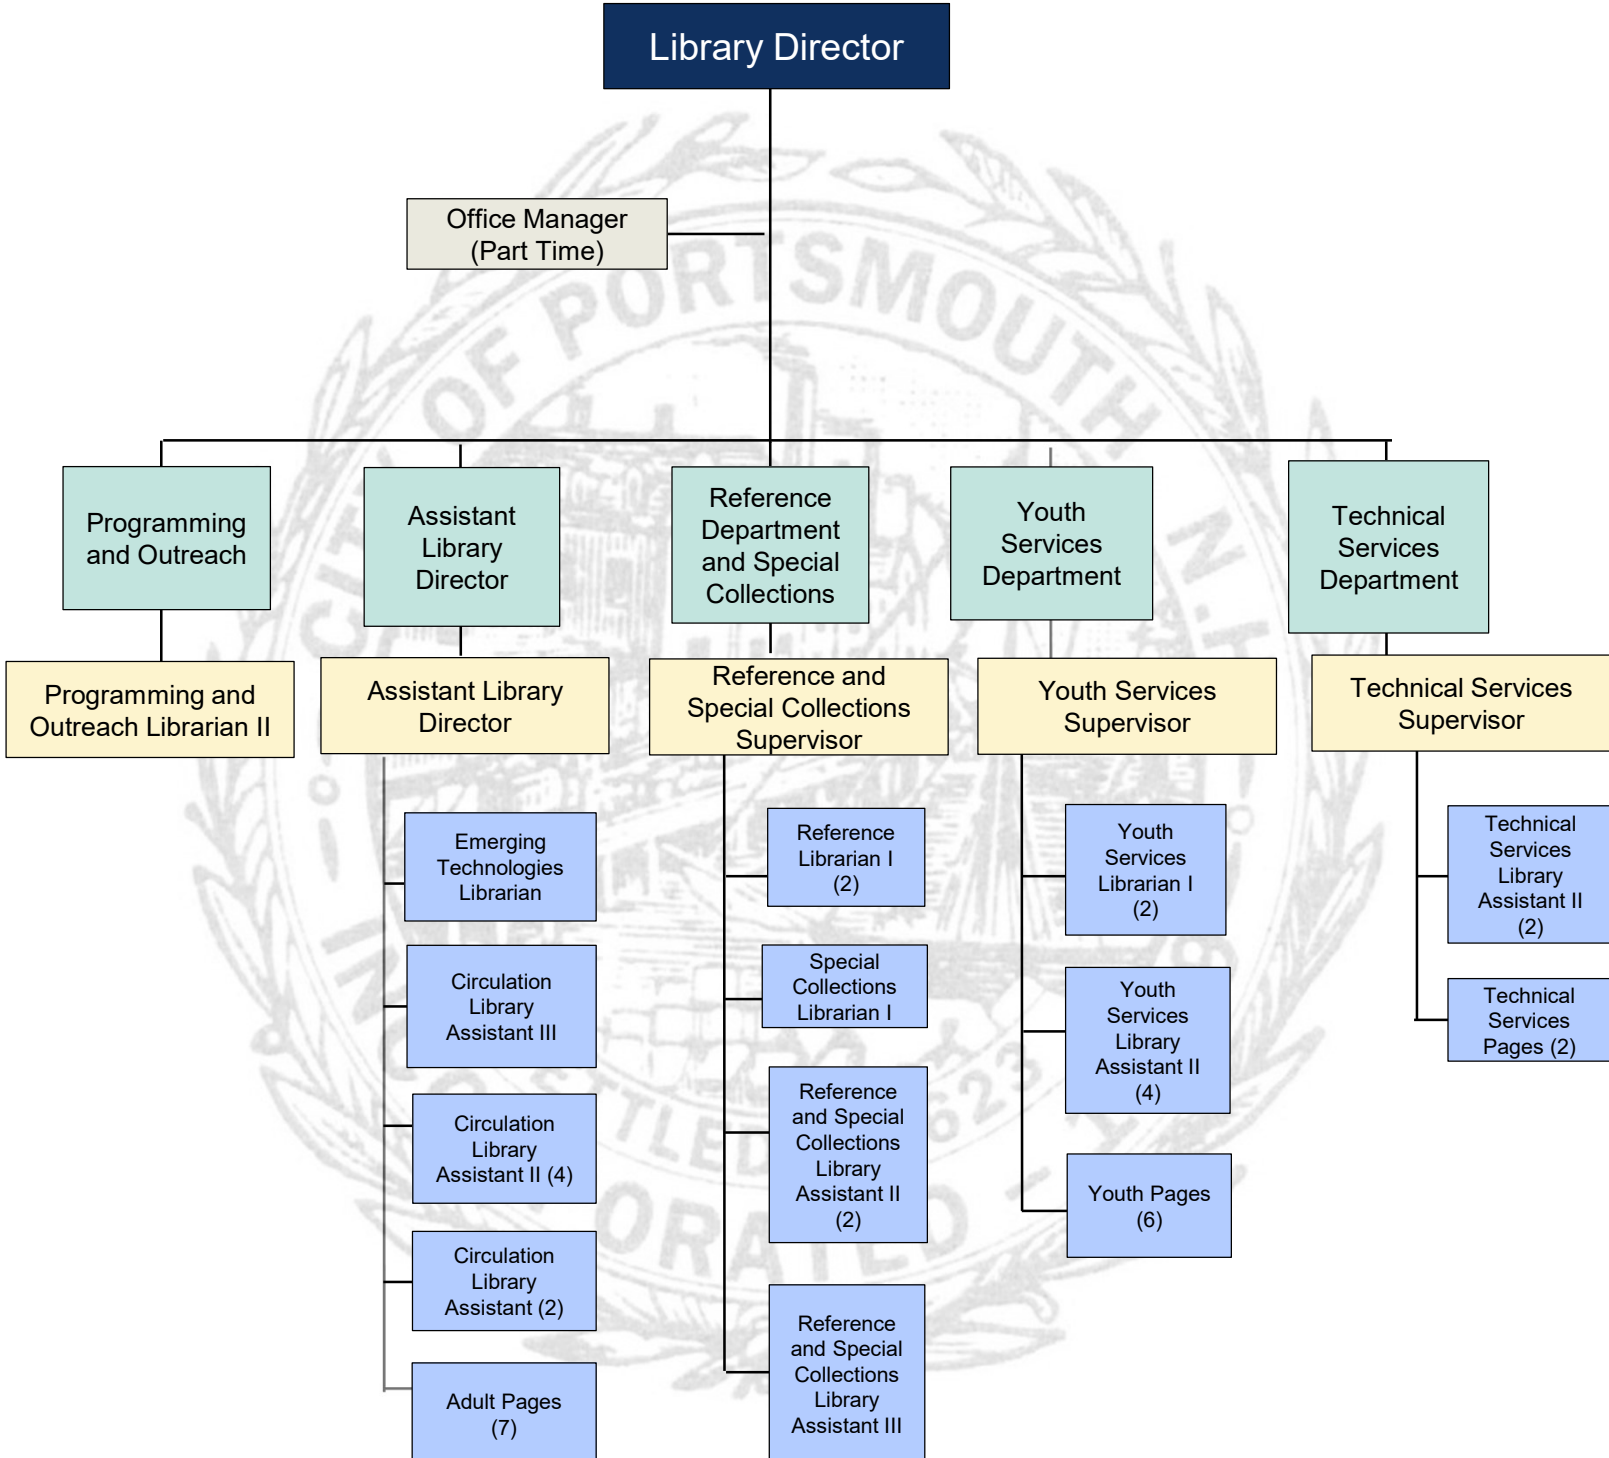 Library Director
Office Manager
(Part Time)
CITY OF PORTSMOUTH, N.H.
Programming
and Outreach
Assistant
Library
Director
Reference
Department
and Special
Collections
Youth
Services
Department
Technical
Services
Department
Programming and
Outreach Librarian II
Assistant Library
Director
Reference and
Special Collections
Supervisor
Youth Services
Supervisor
Technical Services
Supervisor
Emerging
Technologies
Librarian
Circulation
Library
Assistant III
Circulation
Library
Assistant II (4)
Circulation
Library
Assistant (2)
Adult Pages
(7)
Reference
Librarian I
(2)
Special
Collections
Librarian I
Reference
and Special
Collections
Library
Assistant II
(2)
Reference
and Special
Collections
Library
Assistant III
Youth
Services
Librarian I
(2)
Youth
Services
Library
Assistant II
(4)
Youth Pages
(6)
Technical
Services
Library
Assistant II
(2)
Technical
Services
Pages (2)